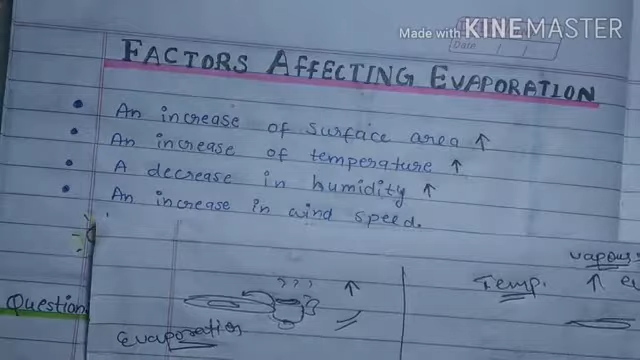 Made with KINEMASTER
Date
FACTORS AFFECTING EVAPORATION
• An increase of surface area ↑
• An increase of temperature ↑
• A decrease in humidity ↑
• An increase in wind speed.
vapous
Temp. ↑
? ? ? ↑
Question
Evaporation